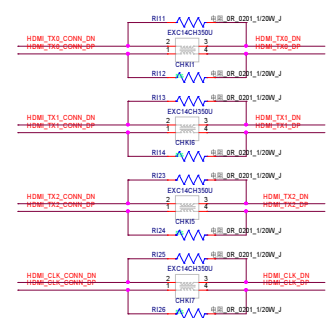 RI11 电阻_0R_0201_1/20W_J
EXC14CH350U
HDMI_TX0_CONN_DN 2 3 HDMI_TX0_DN
HDMI_TX0_CONN_DP 1 4 HDMI_TX0_DP
CHKI1
RI12 电阻_0R_0201_1/20W_J
RI13 电阻_0R_0201_1/20W_J
EXC14CH350U
HDMI_TX1_CONN_DN 2 3 HDMI_TX1_DN
HDMI_TX1_CONN_DP 1 4 HDMI_TX1_DP
CHKI6
RI14 电阻_0R_0201_1/20W_J
RI23 电阻_0R_0201_1/20W_J
EXC14CH350U
HDMI_TX2_CONN_DN 2 3 HDMI_TX2_DN
HDMI_TX2_CONN_DP 1 4 HDMI_TX2_DP
CHKI5
RI24 电阻_0R_0201_1/20W_J
RI25 电阻_0R_0201_1/20W_J
EXC14CH350U
HDMI_CLK_CONN_DN 2 3 HDMI_CLK_DN
HDMI_CLK_CONN_DP 1 4 HDMI_CLK_DP
CHKI7
RI26 电阻_0R_0201_1/20W_J